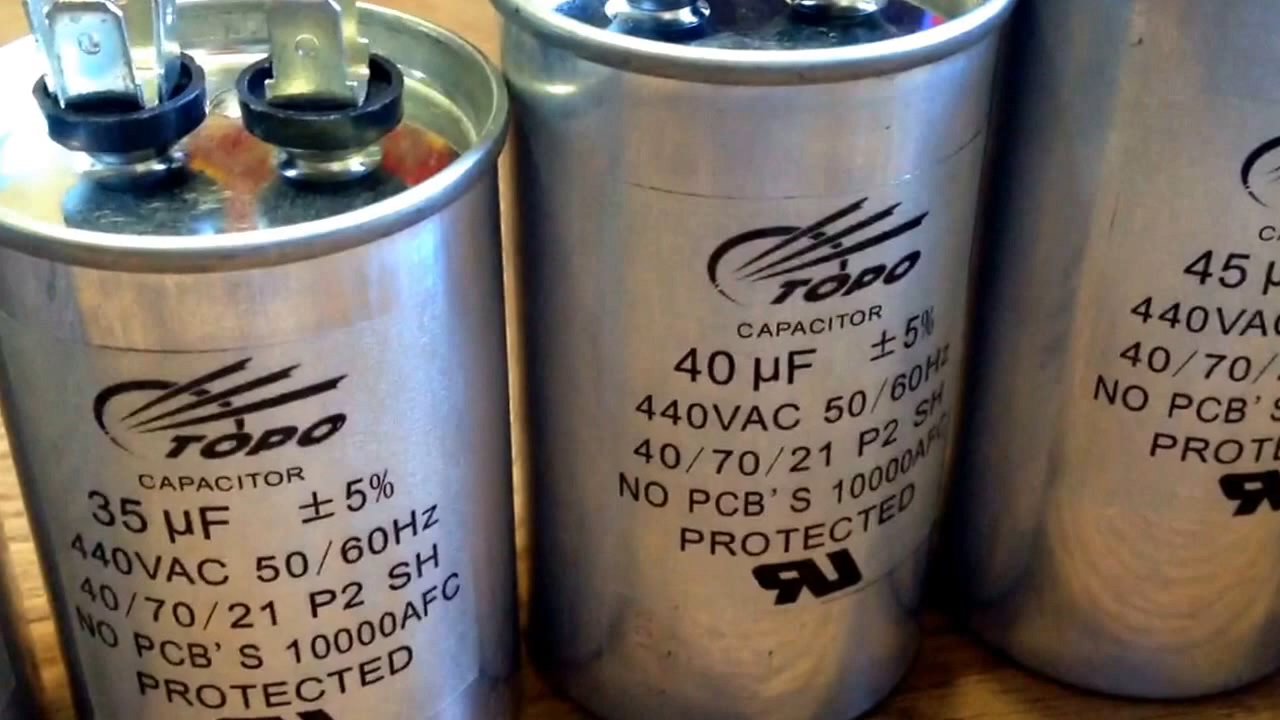 TOPO
CAPACITOR
35 µF ±5%
440VAC 50/60Hz
40/70/21 P2 SH
NO PCB'S 10000AFC
PROTECTED
TOPO
CAPACITOR
40 µF ±5%
440VAC 50/60Hz
40/70/21 P2 SH
NO PCB'S 10000AFC
PROTECTED
45
440VAC
40/70/
NO PCB'S